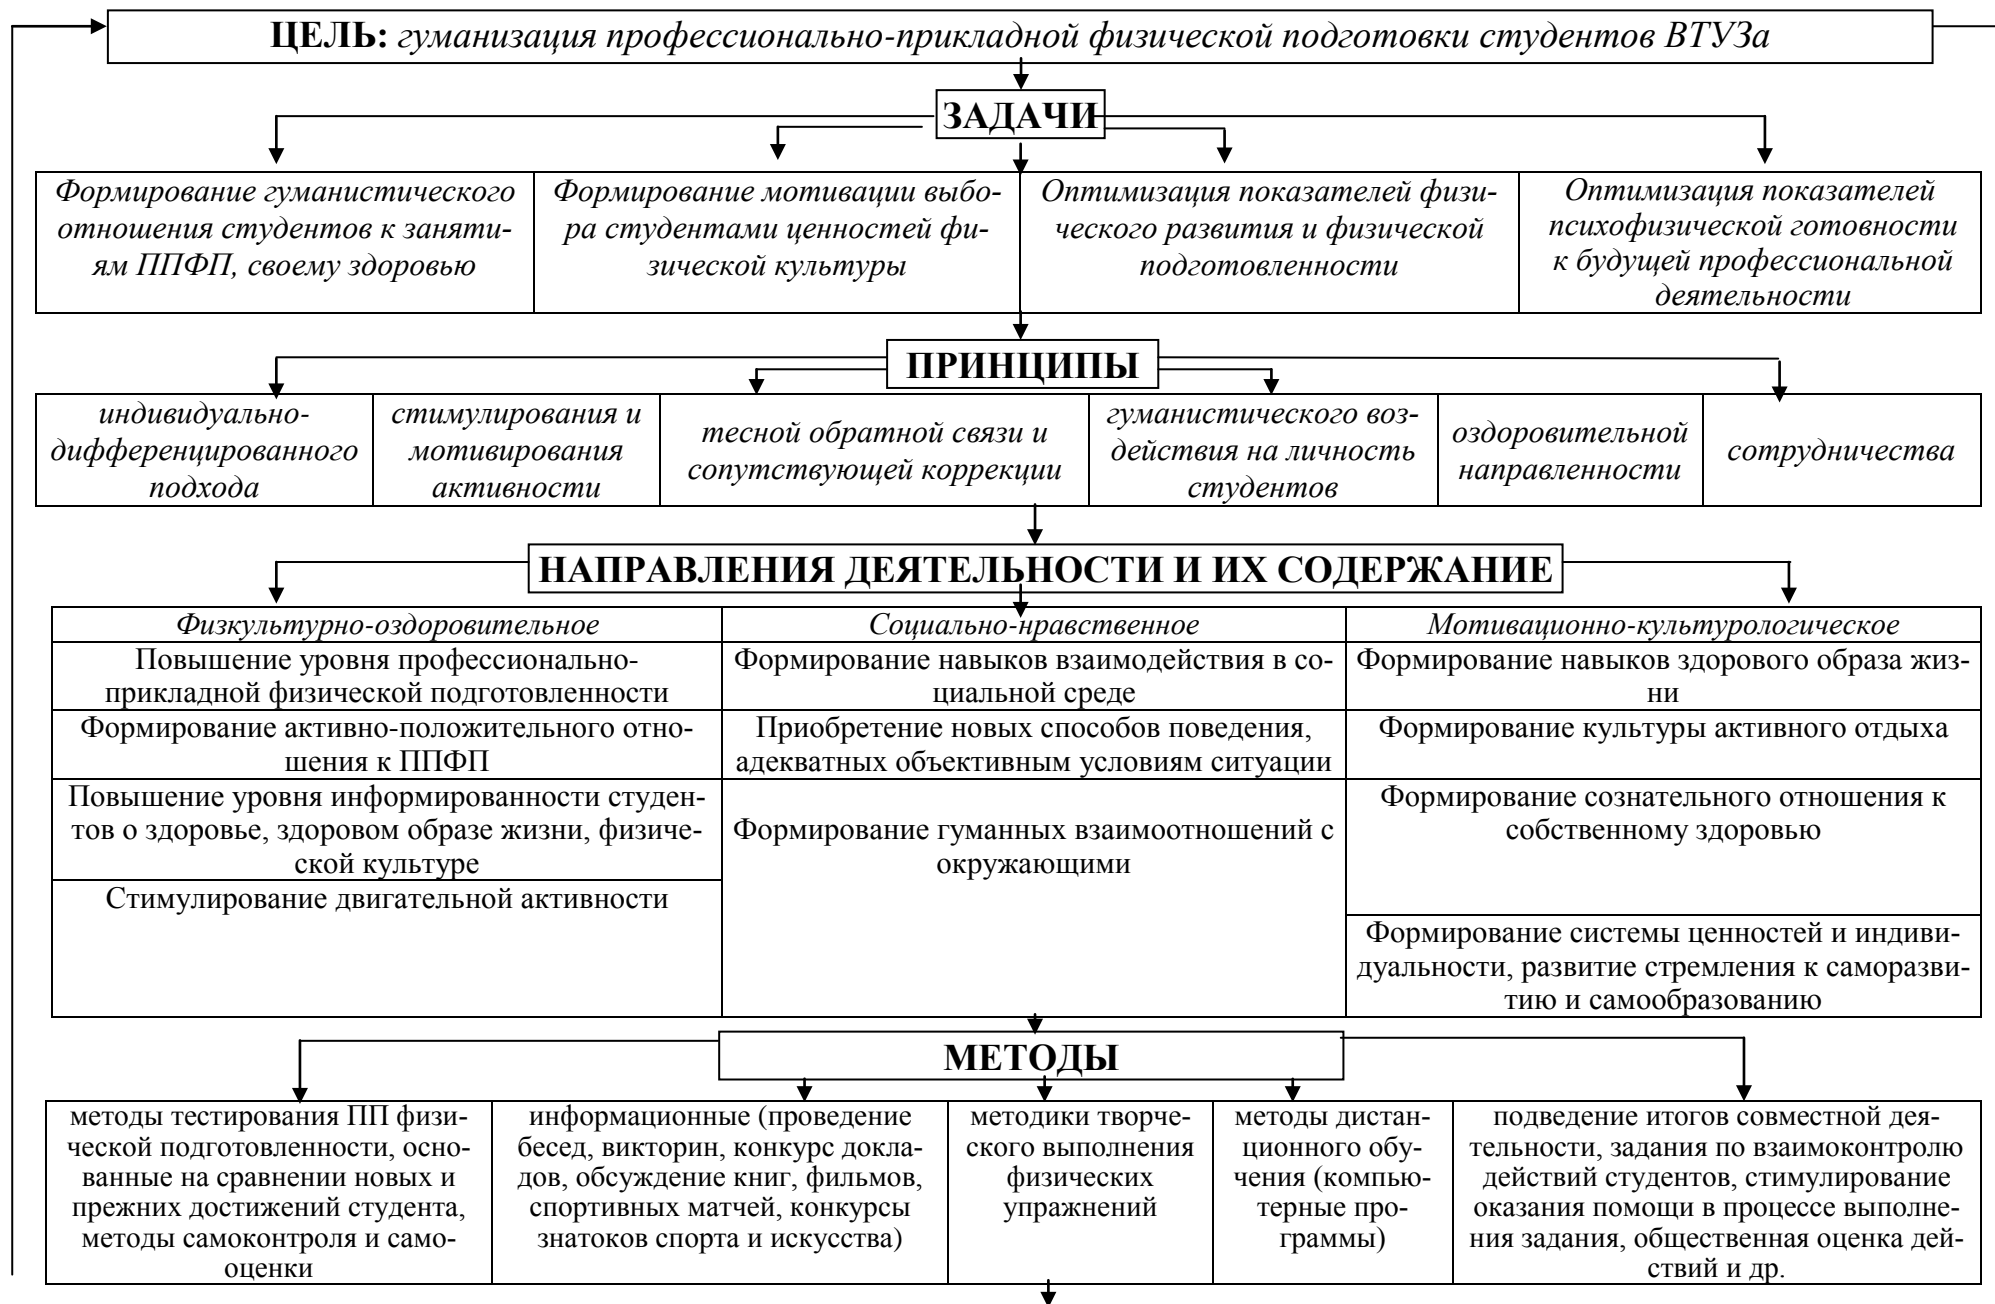 ЦЕЛЬ: гуманизация профессионально-прикладной физической подготовки студентов ВТУЗа
ЗАДАЧИ
Формирование гуманистического
отношения студентов к заняти-
ям ППФП, своему здоровью
Формирование мотивации выбо-
ра студентами ценностей фи-
зической культуры
Оптимизация показателей физи-
ческого развития и физической
подготовленности
Оптимизация показателей
психофизической готовности
к будущей профессиональной
деятельности
ПРИНЦИПЫ
индивидуально-
дифференцированного
подхода
стимулирования и
мотивирования
активности
тесной обратной связи и
сопутствующей коррекции
гуманистического воз-
действия на личность
студентов
оздоровительной
направленности
сотрудничества
НАПРАВЛЕНИЯ ДЕЯТЕЛЬНОСТИ И ИХ СОДЕРЖАНИЕ
Физкультурно-оздоровительное
Социально-нравственное
Мотивационно-культурологическое
Повышение уровня профессионально-
прикладной физической подготовленности
Формирование навыков взаимодействия в со-
циальной среде
Формирование навыков здорового образа жиз-
ни
Формирование активно-положительного отно-
шения к ППФП
Приобретение новых способов поведения,
адекватных объективным условиям ситуации
Формирование культуры активного отдыха
Повышение уровня информированности студен-
тов о здоровье, здоровом образе жизни, физиче-
ской культуре
Формирование гуманных взаимоотношений с
окружающими
Формирование сознательного отношения к
собственному здоровью
Стимулирование двигательной активности
Формирование системы ценностей и индиви-
дуальности, развитие стремления к саморазви-
тию и самообразованию
МЕТОДЫ
методы тестирования ПП физи-
ческой подготовленности, осно-
ванные на сравнении новых и
прежних достижений студента,
методы самоконтроля и само-
оценки
информационные (проведение
бесед, викторин, конкурс докла-
дов, обсуждение книг, фильмов,
спортивных матчей, конкурсы
знатоков спорта и искусства)
методики творче-
ского выполнения
физических
упражнений
методы дистан-
ционного обу-
чения (компью-
терные про-
граммы)
подведение итогов совместной дея-
тельности, задания по взаимоконтролю
действий студентов, стимулирование
оказания помощи в процессе выполне-
ния задания, общественная оценка дей-
ствий и др.